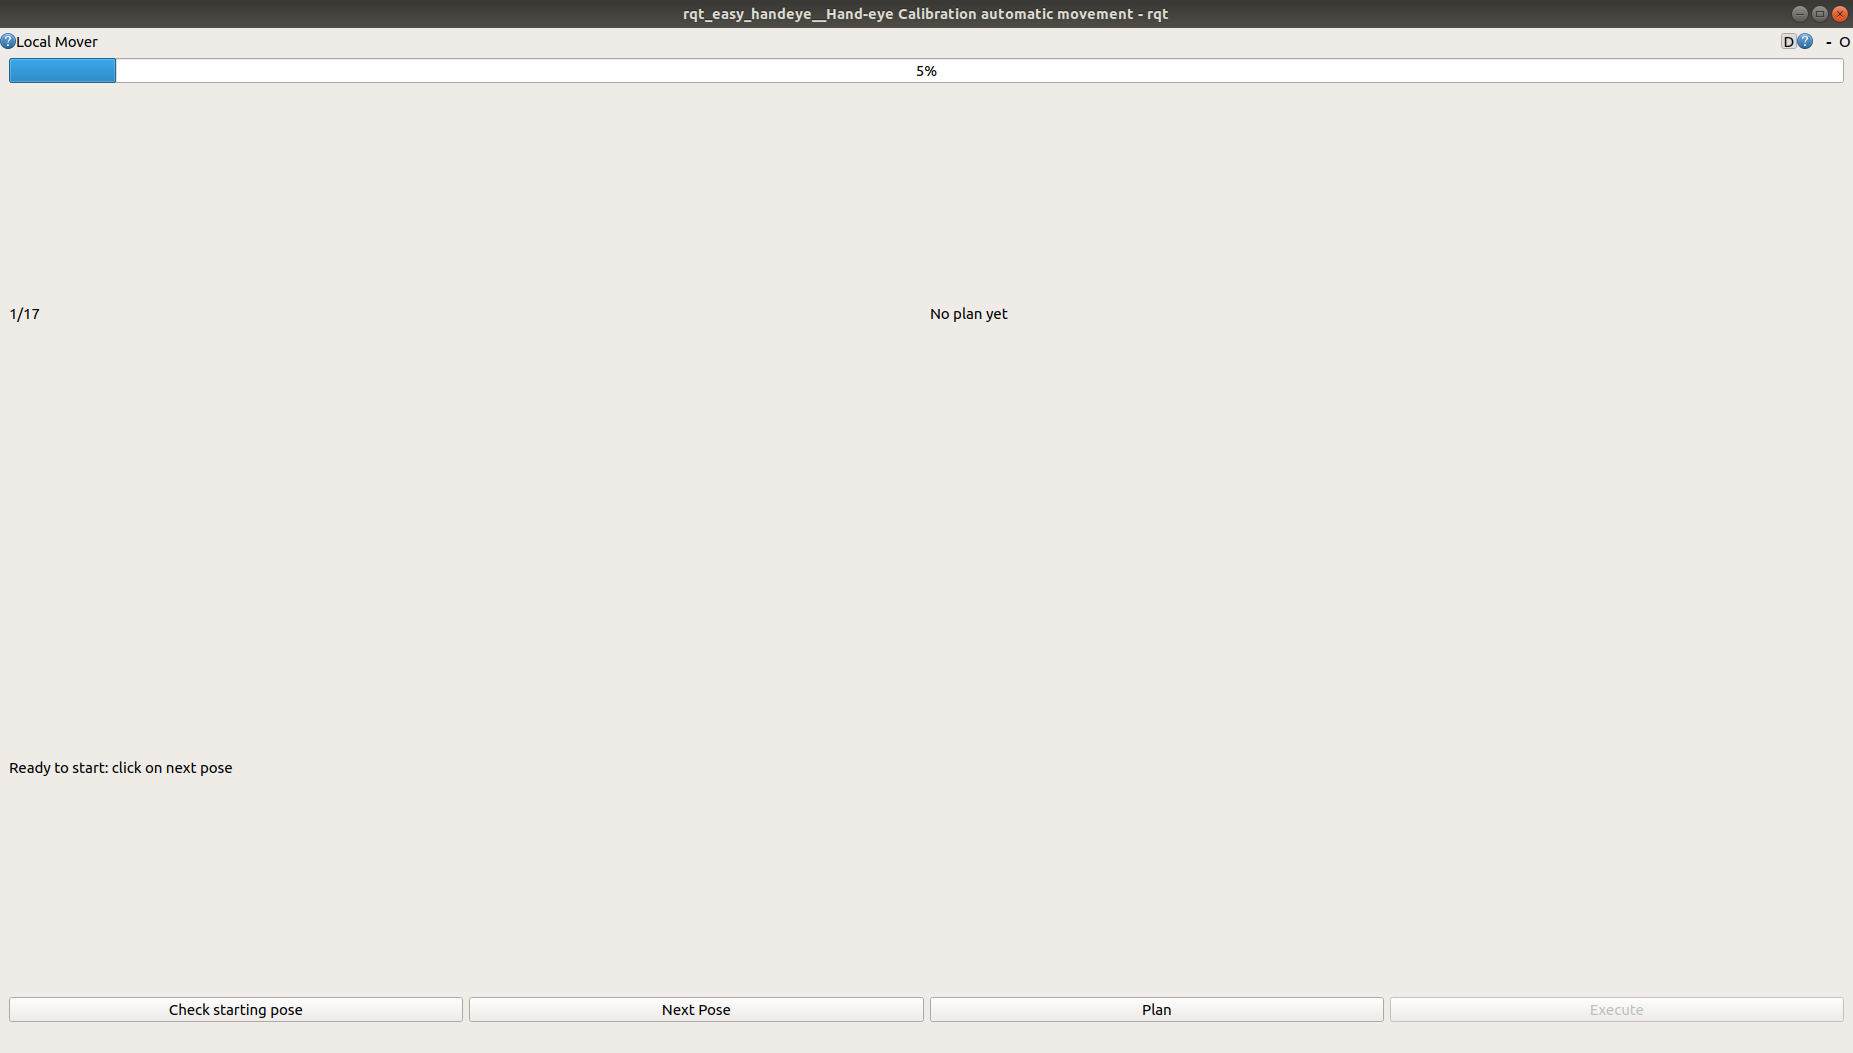 rqt_easy_handeye__Hand-eye Calibration automatic movement - rqt
?Local Mover D? - O
5%
1/17 No plan yet
Ready to start: click on next pose
Check starting pose Next Pose Plan Execute